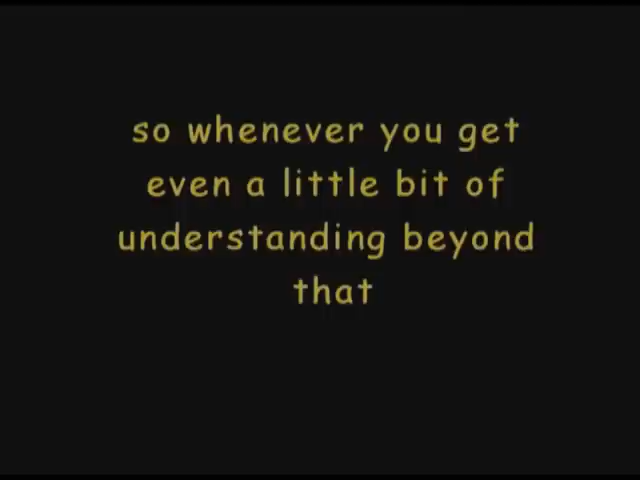 so whenever you get
even a little bit of
understanding beyond
that